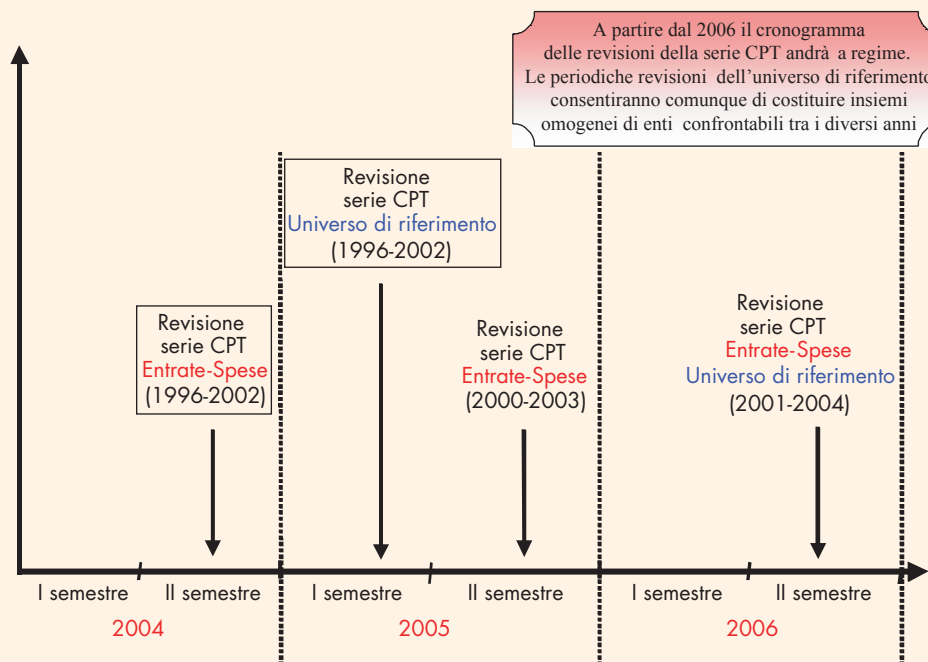 A partire dal 2006 il cronogramma
delle revisioni della serie CPT andrà a regime.
Le periodiche revisioni dell'universo di riferimento
consentiranno comunque di costituire insiemi
omogenei di enti confrontabili tra i diversi anni
Revisione
serie CPT
Universo di riferimento
(1996-2002)
Revisione
serie CPT
Entrate-Spese
(1996-2002)
Revisione
serie CPT
Entrate-Spese
(2000-2003)
Revisione
serie CPT
Entrate-Spese
Universo di riferimento
(2001-2004)
I semestre
II semestre
I semestre
II semestre
I semestre
II semestre
2004
2005
2006